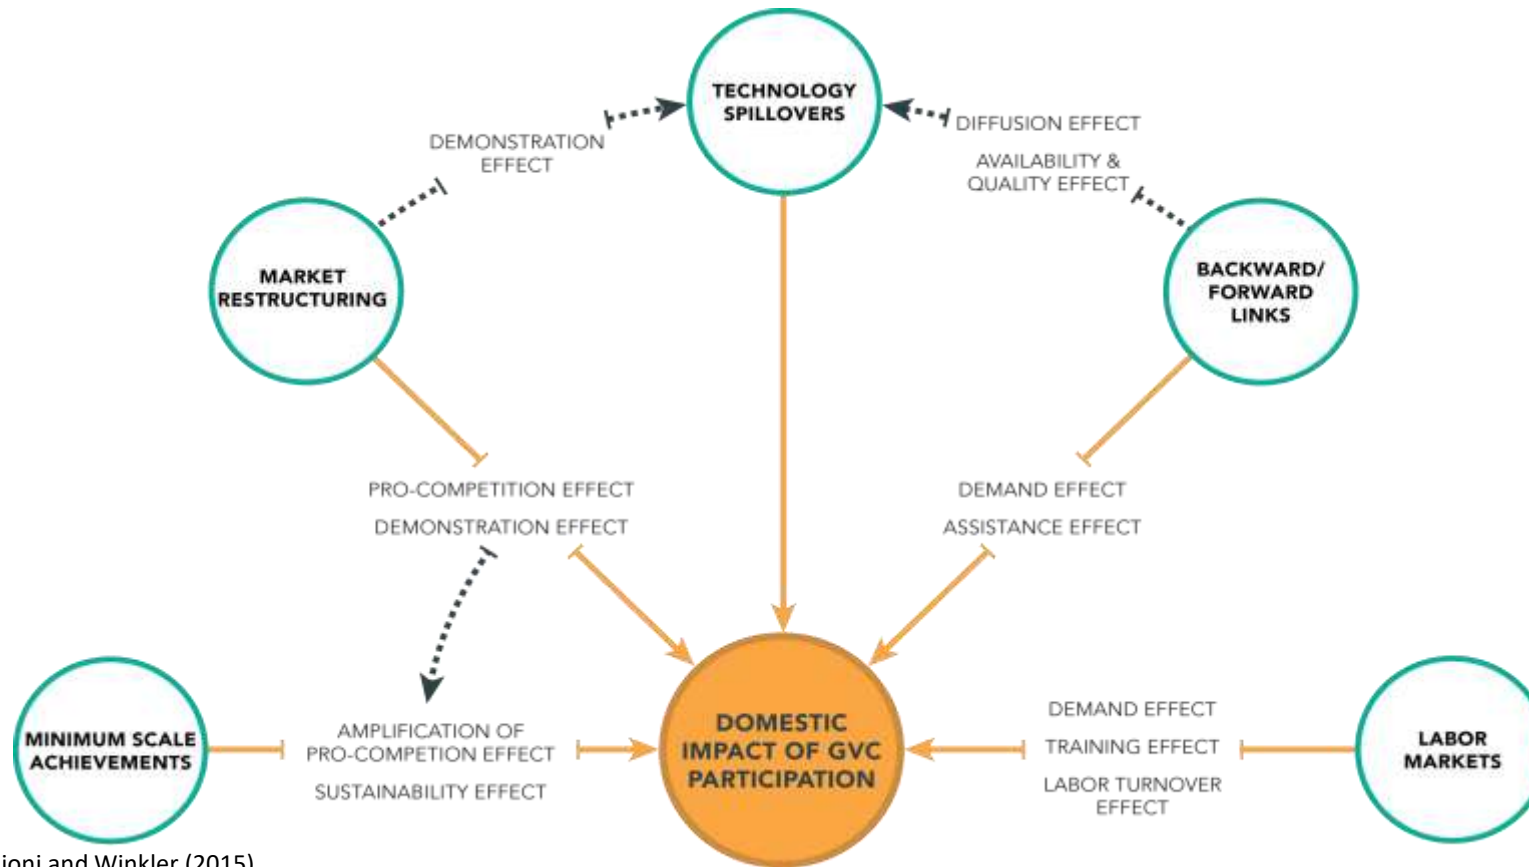 TECHNOLOGY
SPILLOVERS
DEMONSTRATION
EFFECT
DIFFUSION EFFECT
AVAILABILITY &
QUALITY EFFECT
MARKET
RESTRUCTURING
BACKWARD/
FORWARD
LINKS
PRO-COMPETITION EFFECT
DEMONSTRATION EFFECT
DEMAND EFFECT
ASSISTANCE EFFECT
MINIMUM SCALE
ACHIEVEMENTS
AMPLIFICATION OF
PRO-COMPETION EFFECT
SUSTAINABILITY EFFECT
DOMESTIC
IMPACT OF GVC
PARTICIPATION
DEMAND EFFECT
TRAINING EFFECT
LABOR TURNOVER
EFFECT
LABOR
MARKETS
and Winkler (2015)